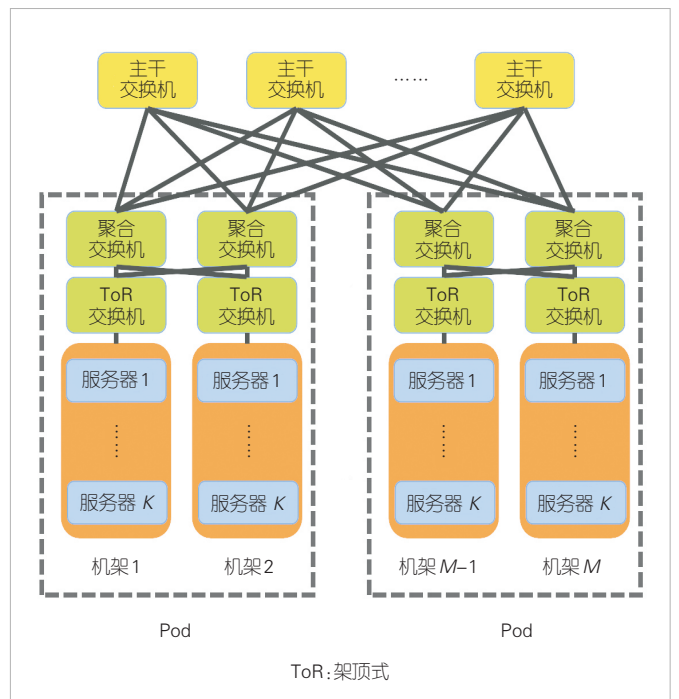 主干
交换机
主干
交换机
……
主干
交换机
聚合
交换机
聚合
交换机
聚合
交换机
聚合
交换机
ToR
交换机
ToR
交换机
ToR
交换机
ToR
交换机
服务器1
服务器1
服务器1
服务器1
……
……
……
……
服务器 K
服务器 K
服务器 K
服务器 K
机架1
机架2
机架 M–1
机架 M
Pod
Pod
ToR:架顶式